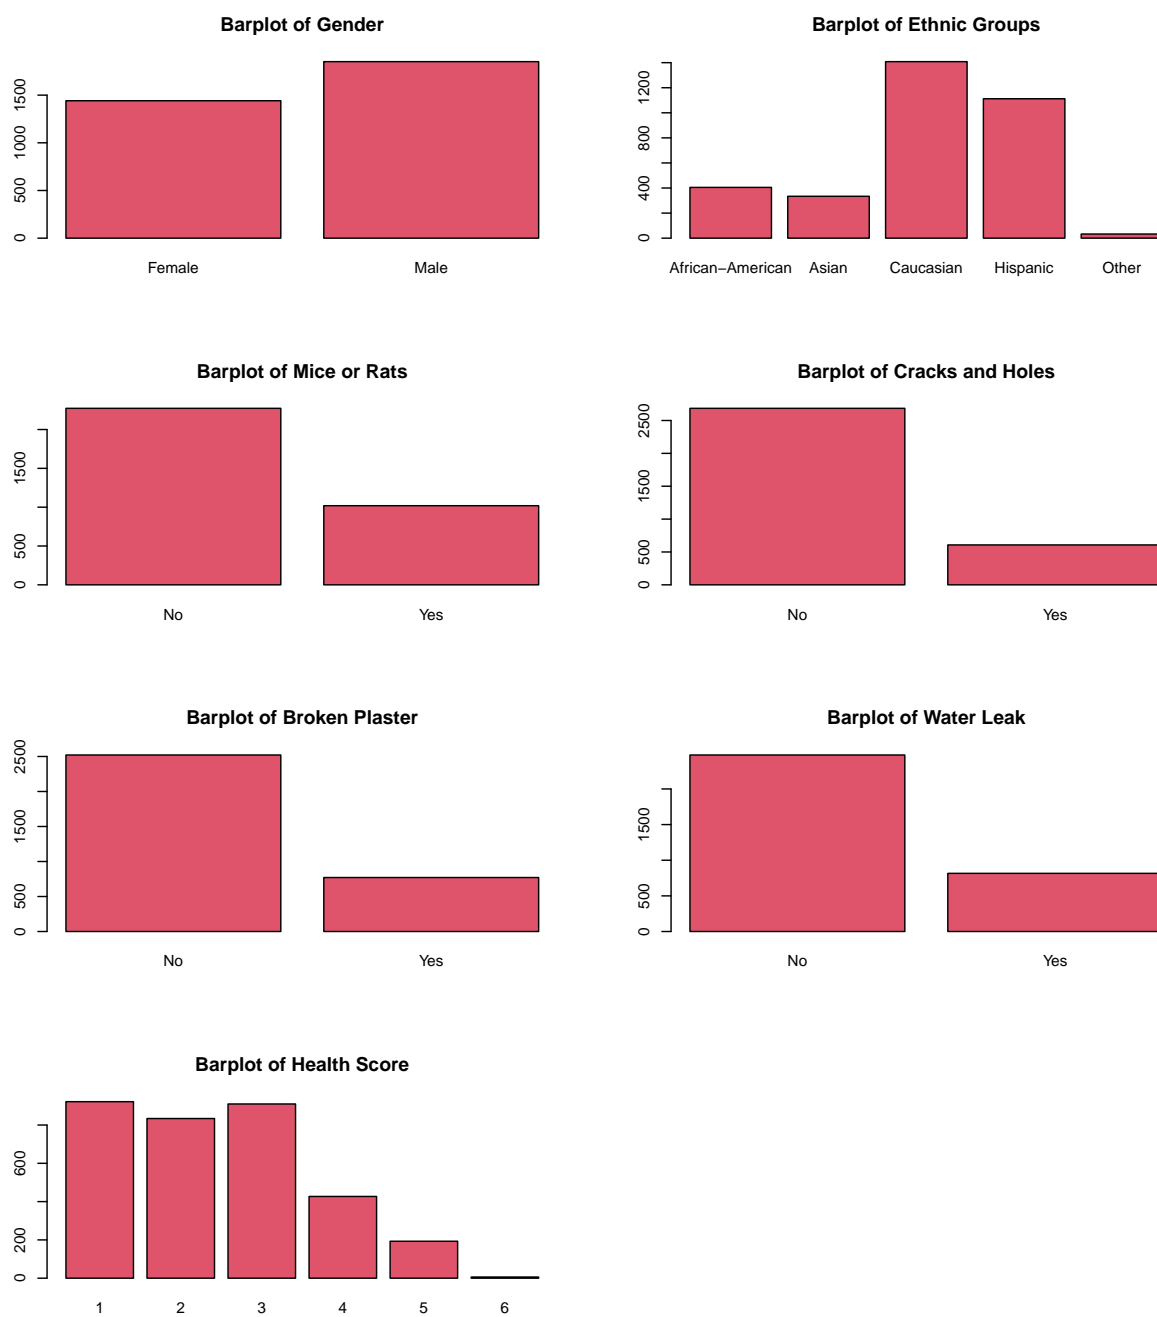 Barplot of Gender
1500
1000
500
0
Female Male
Barplot of Ethnic Groups
1200
800
400
0
African−American Asian Caucasian Hispanic Other
Barplot of Mice or Rats
1500
500
0
No Yes
Barplot of Cracks and Holes
2500
1500
500
0
No Yes
Barplot of Broken Plaster
2500
1500
500
0
No Yes
Barplot of Water Leak
1500
500
0
No Yes
Barplot of Health Score
600
200
0
1 2 3 4 5 6